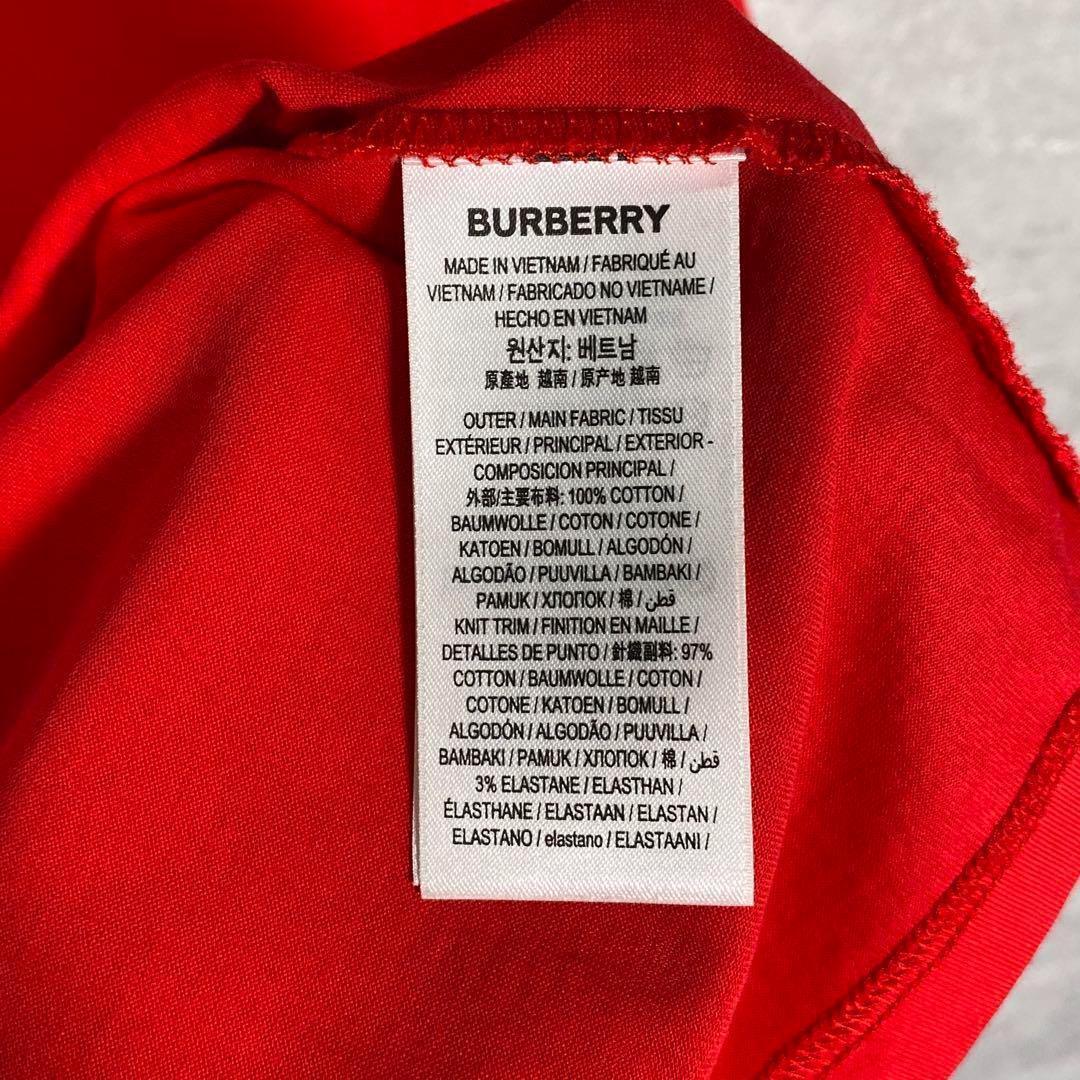 BURBERRY
MADE IN VIETNAM / FABRIQUÉ AU
VIETNAM / FABRICADO NO VIETNAME /
HECHO EN VIETNAM
원산지: 베트남
原產地 越南 / 原产地 越南
OUTER / MAIN FABRIC / TISSU
EXTÉRIEUR / PRINCIPAL / EXTERIOR -
COMPOSICION PRINCIPAL /
外部/主要布料: 100% COTTON /
BAUMWOLLE / COTON / COTONE /
KATOEN / BOMULL / ALGODÓN /
ALGODÃO / PUUVILLA / BAMBAKI /
PAMUK / ХЛОПОК / 棉 / قطن
KNIT TRIM / FINITION EN MAILLE /
DETALLES DE PUNTO / 針織副料: 97%
COTTON / BAUMWOLLE / COTON /
COTONE / KATOEN / BOMULL /
ALGODÓN / ALGODÃO / PUUVILLA /
BAMBAKI / PAMUK / ХЛОПОК / 棉 / قطن
3% ELASTANE / ELASTHAN /
ÉLASTHANE / ELASTAAN / ELASTAN /
ELASTANO / elastano / ELASTAANI /